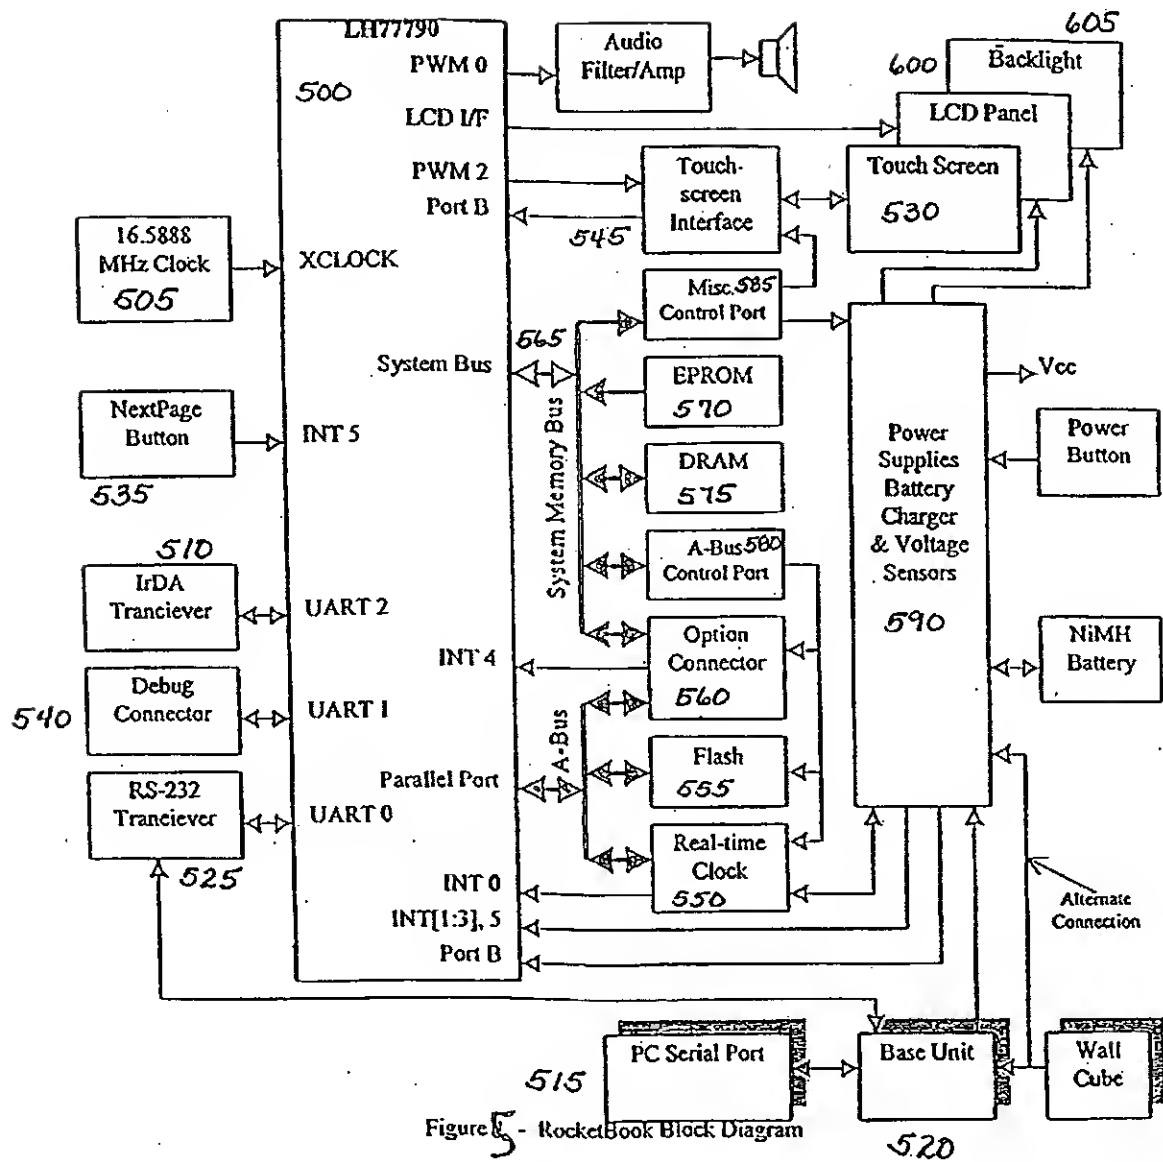 LH77790
500
PWM 0
LCD I/F
PWM 2
Port B
XCLOCK
System Bus
INT 5
UART 2
INT 4
UART 1
Parallel Port
UART 0
INT 0
INT[1:3], 5
Port B
Audio
Filter/Amp
605
Backlight
600
LCD Panel
Touch Screen
530
Touch-
screen
Interface
545
16.5888
MHz Clock
505
Misc. 585
Control Port
565
EPROM
570
Vcc
NextPage
Button
535
DRAM
575
System Memory Bus
Power
Supplies
Battery
Charger
& Voltage
Sensors
590
Power
Button
510
IrDA
Tranciever
A-Bus 580
Control Port
Option
Connector
560
NiMH
Battery
540
Debug
Connector
A-Bus
Flash
555
RS-232
Tranciever
525
Real-time
Clock
550
Alternate
Connection
PC Serial Port
515
Base Unit
520
Wall
Cube
Figure 5 - RocketBook Block Diagram